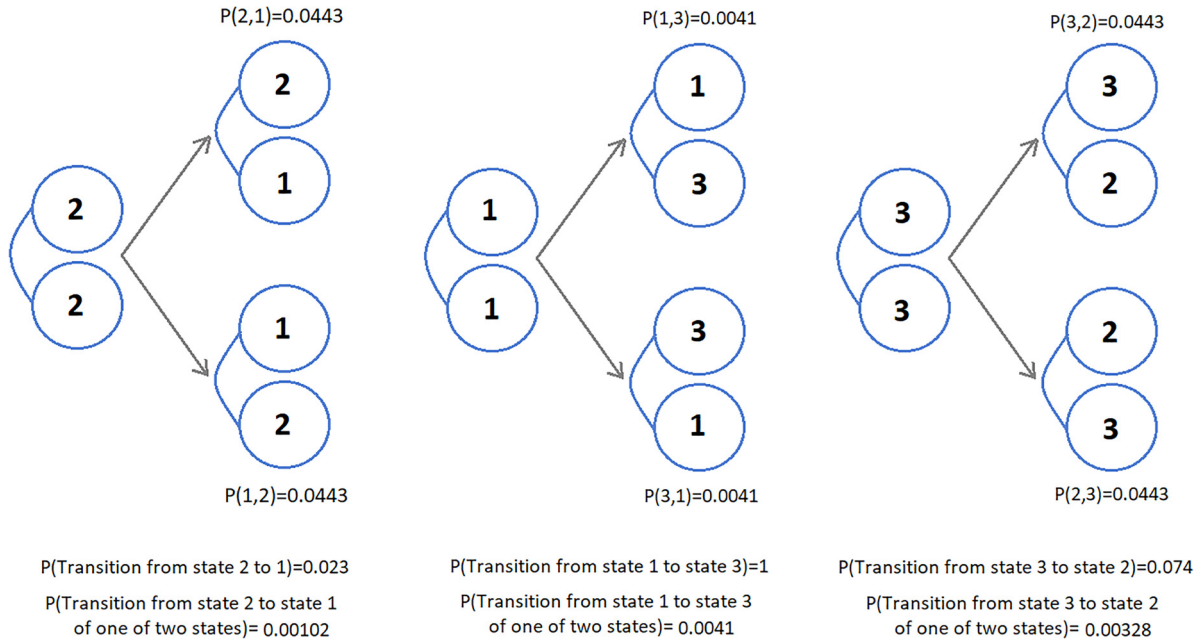 P(2,1)=0.0443
2
1
2
2
1
2
P(1,2)=0.0443
P(Transition from state 2 to 1)=0.023
P(Transition from state 2 to state 1
of one of two states)= 0.00102
P(1,3)=0.0041
1
3
1
1
3
1
P(3,1)=0.0041
P(Transition from state 1 to state 3)=1
P(Transition from state 1 to state 3
of one of two states)= 0.0041
P(3,2)=0.0443
3
2
3
3
2
3
P(2,3)=0.0443
P(Transition from state 3 to state 2)=0.074
P(Transition from state 3 to state 2
of one of two states)= 0.00328